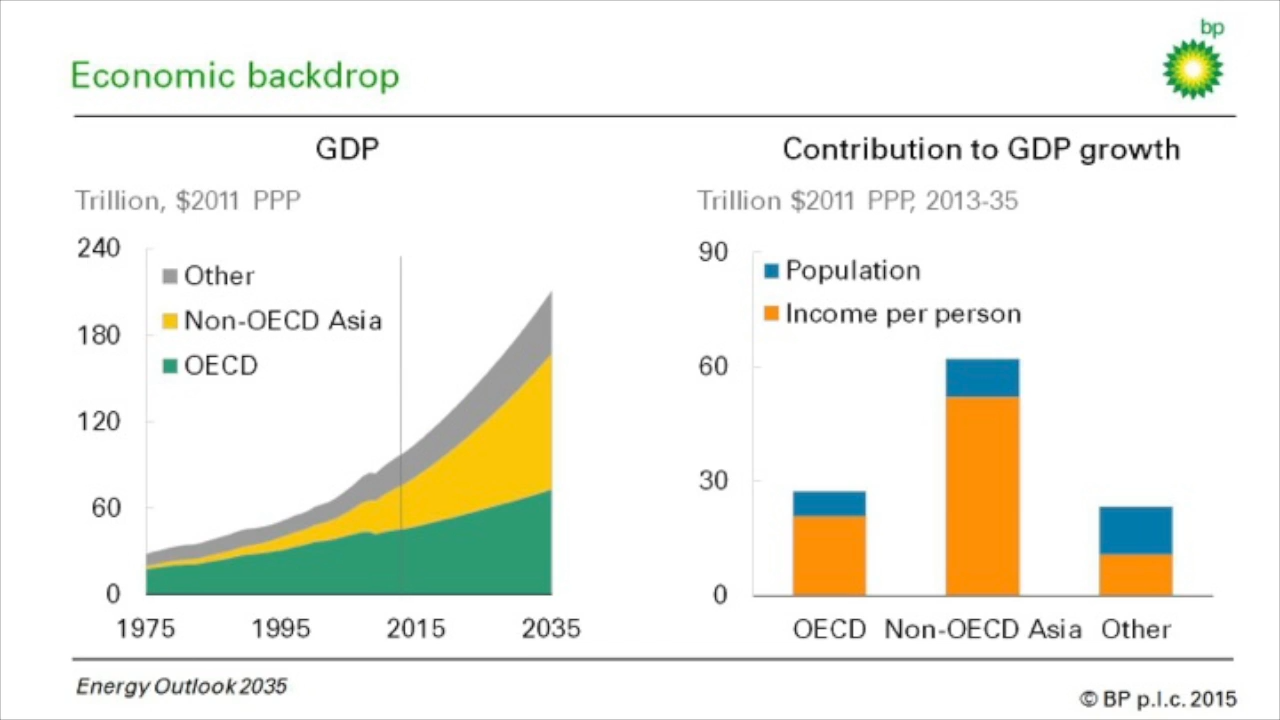 bp
Economic backdrop
GDP
Trillion, $2011 PPP
240
180
120
60
0
Other
Non-OECD Asia
OECD
1975 1995 2015 2035
Contribution to GDP growth
Trillion $2011 PPP, 2013-35
90
60
30
0
Population
Income per person
OECD Non-OECD Asia Other
Energy Outlook 2035
© BP p.l.c. 2015